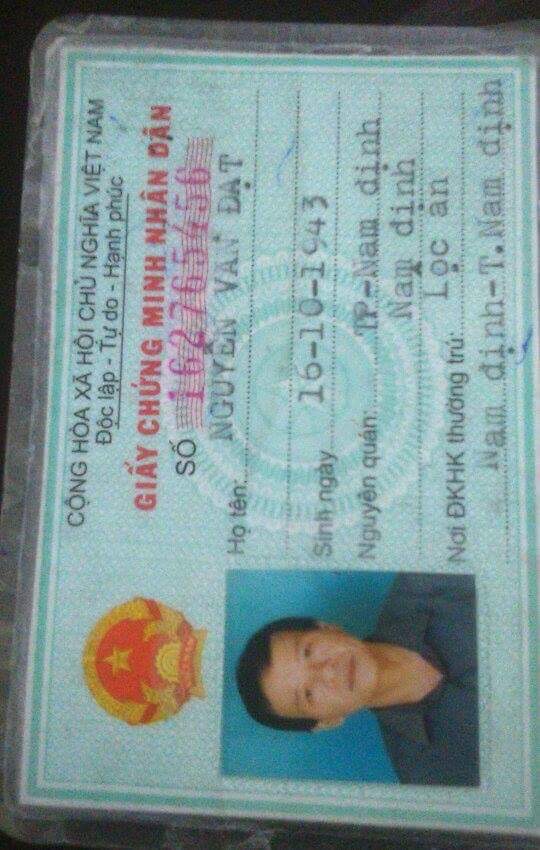 CỘNG HÒA XÃ HỘI CHỦ NGHĨA VIỆT NAM
Độc lập - Tự do - Hạnh phúc
GIẤY CHỨNG MINH NHÂN DÂN
SỐ 162765456
Họ tên: NGUYỄN VĂN ĐẠT
Sinh ngày 16-10-1943
Nguyên quán: TP.-Nam định
Nam định
Nơi ĐKHK thường trú: Lọc an
Nam định-T.Nam định